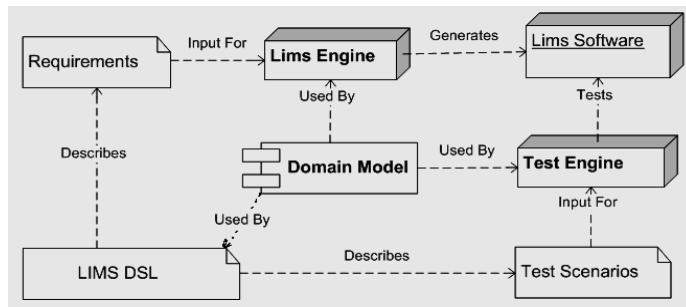 Requirements
Input For
Lims Engine
Generates
Lims Software
Used By
Tests
Describes
Domain Model
Used By
Test Engine
Used By
Input For
LIMS DSL
Describes
Test Scenarios